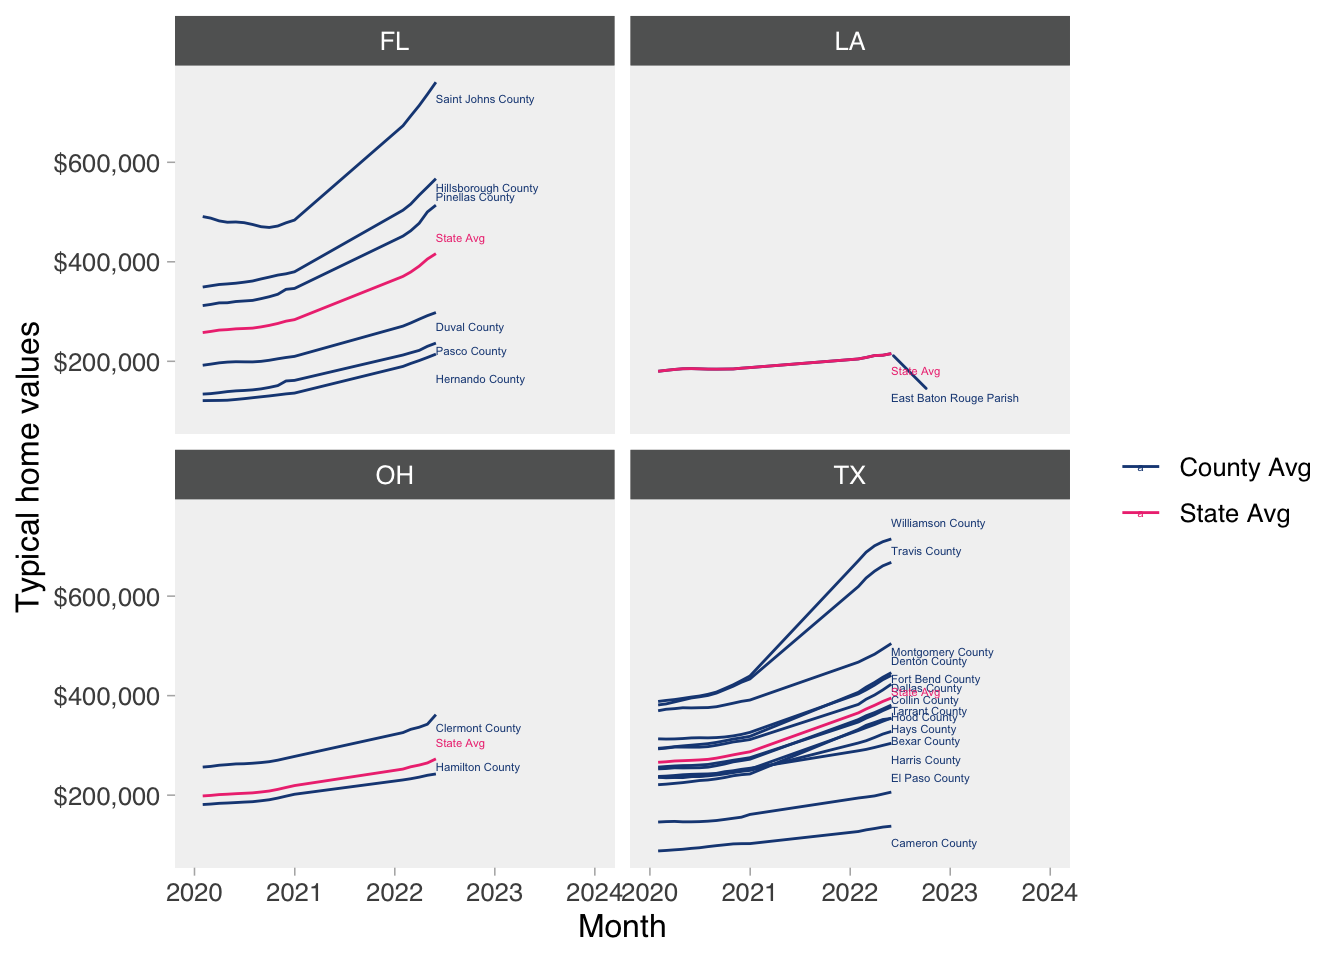 FL
LA
Saint Johns County
$600,000
Hillsborough County
Pinellas County
State Avg
$400,000
Duval County
Pasco County
$200,000
Hernando County
State Avg
East Baton Rouge Parish
Typical home values
OH
TX
County Avg
State Avg
Williamson County
Travis County
$600,000
Montgomery County
Denton County
Fort Bend County
Dallas County
State Avg
$400,000
Collin County
Tarrant County
Hood County
Hays County
Bexar County
Harris County
El Paso County
Cameron County
Clermont County
State Avg
Hamilton County
$200,000
2020 2021 2022 2023 2024
2020 2021 2022 2023 2024
Month